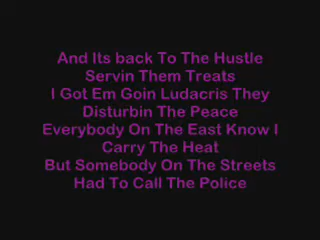 And Its back To The Hustle
Servin Them Treats
I Got Em Goin Ludacris They
Disturbin The Peace
Everybody On The East Know I
Carry The Heat
But Somebody On The Streets
Had To Call The Police